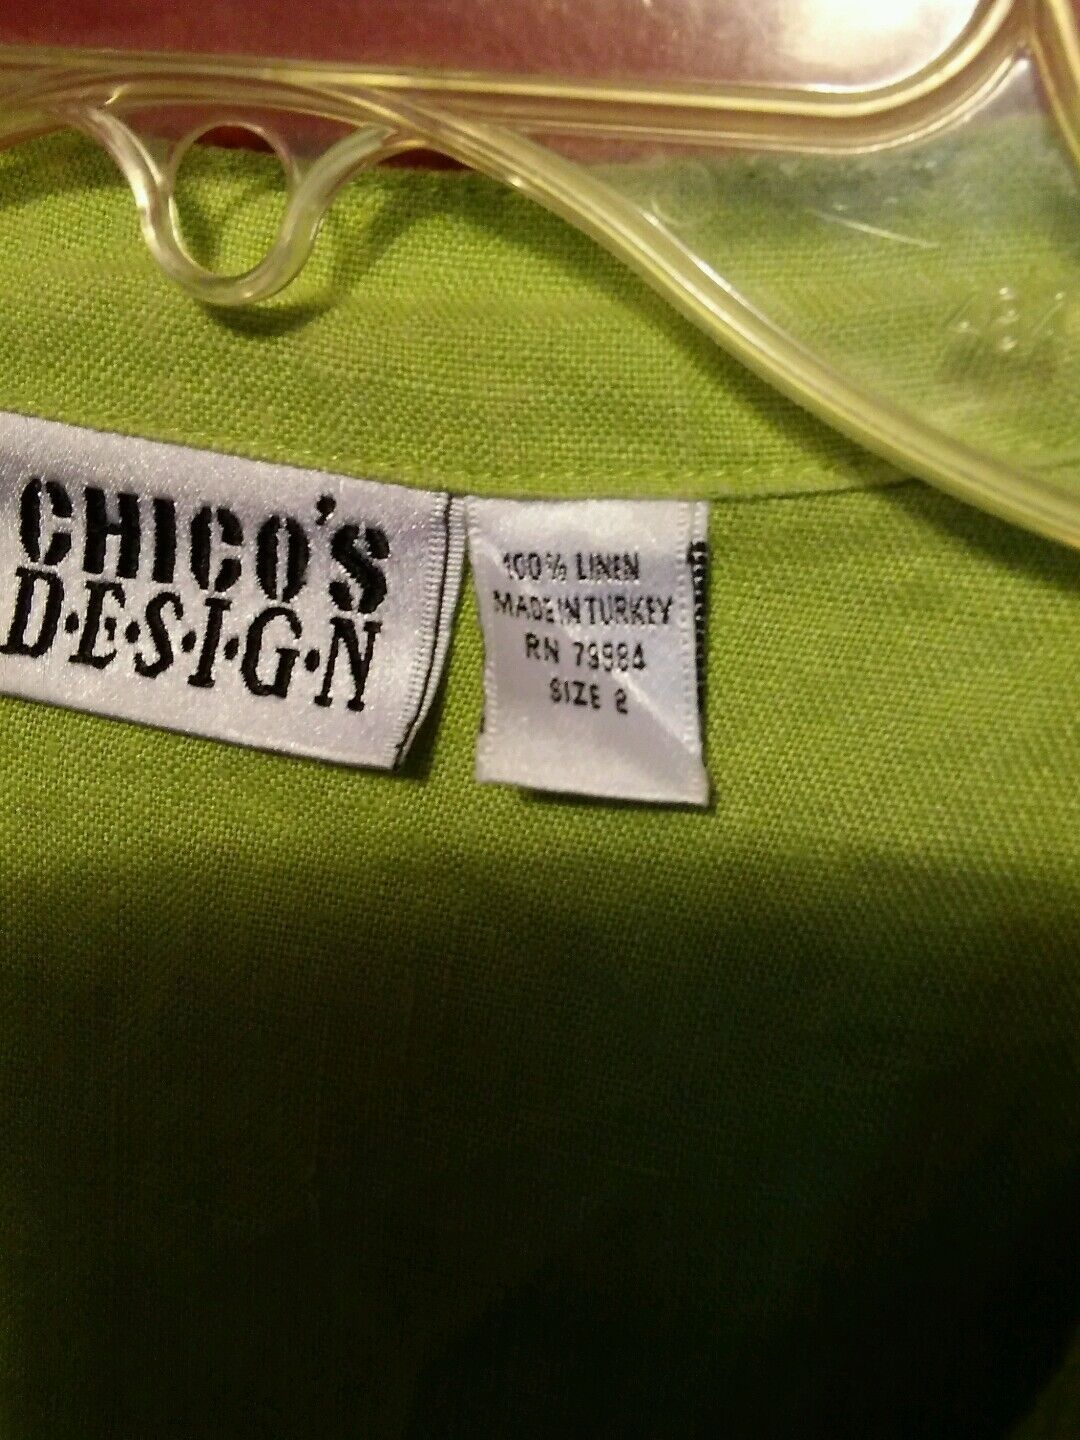 CHICO'S
D·E·S·I·G·N
100% LINEN
MADE IN TURKEY
RN 79984
SIZE 2